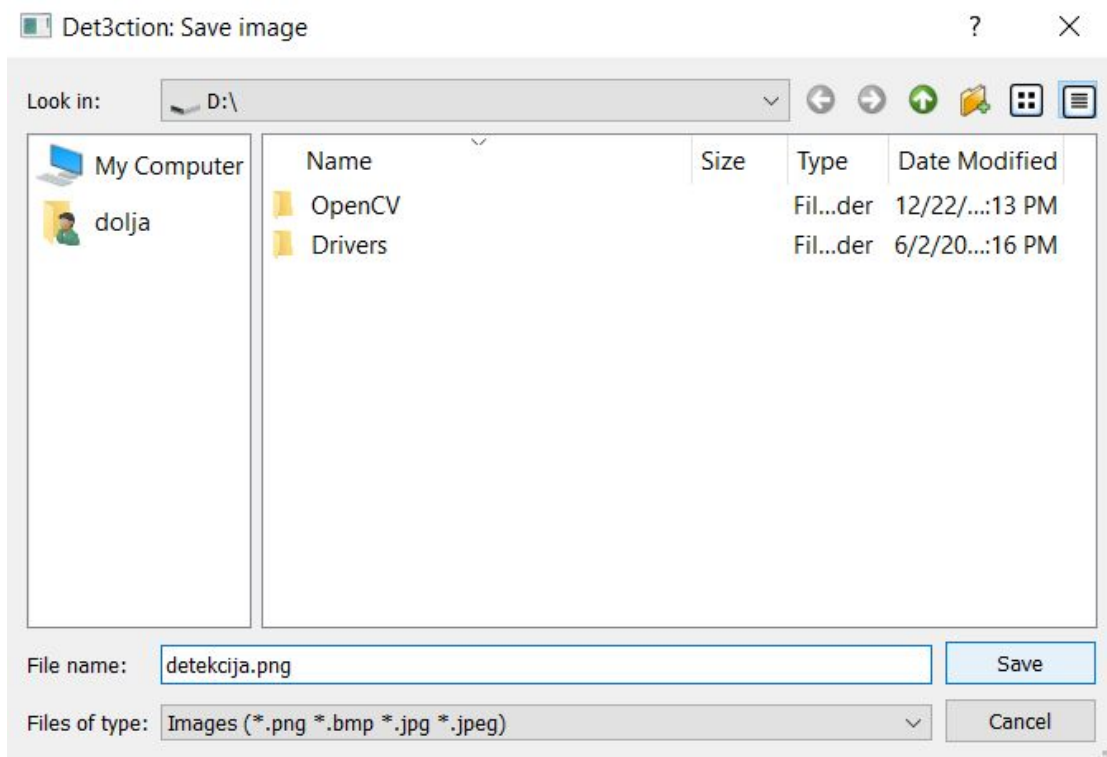 Det3ction: Save image ?
Look in: D:\
My Computer
dolja
Name Size Type Date Modified
OpenCV Fil...der 12/22/...:13 PM
Drivers Fil...der 6/2/20...:16 PM
File name: detekcija.png Save
Files of type: Images (*.png *.bmp *.jpg *.jpeg) Cancel